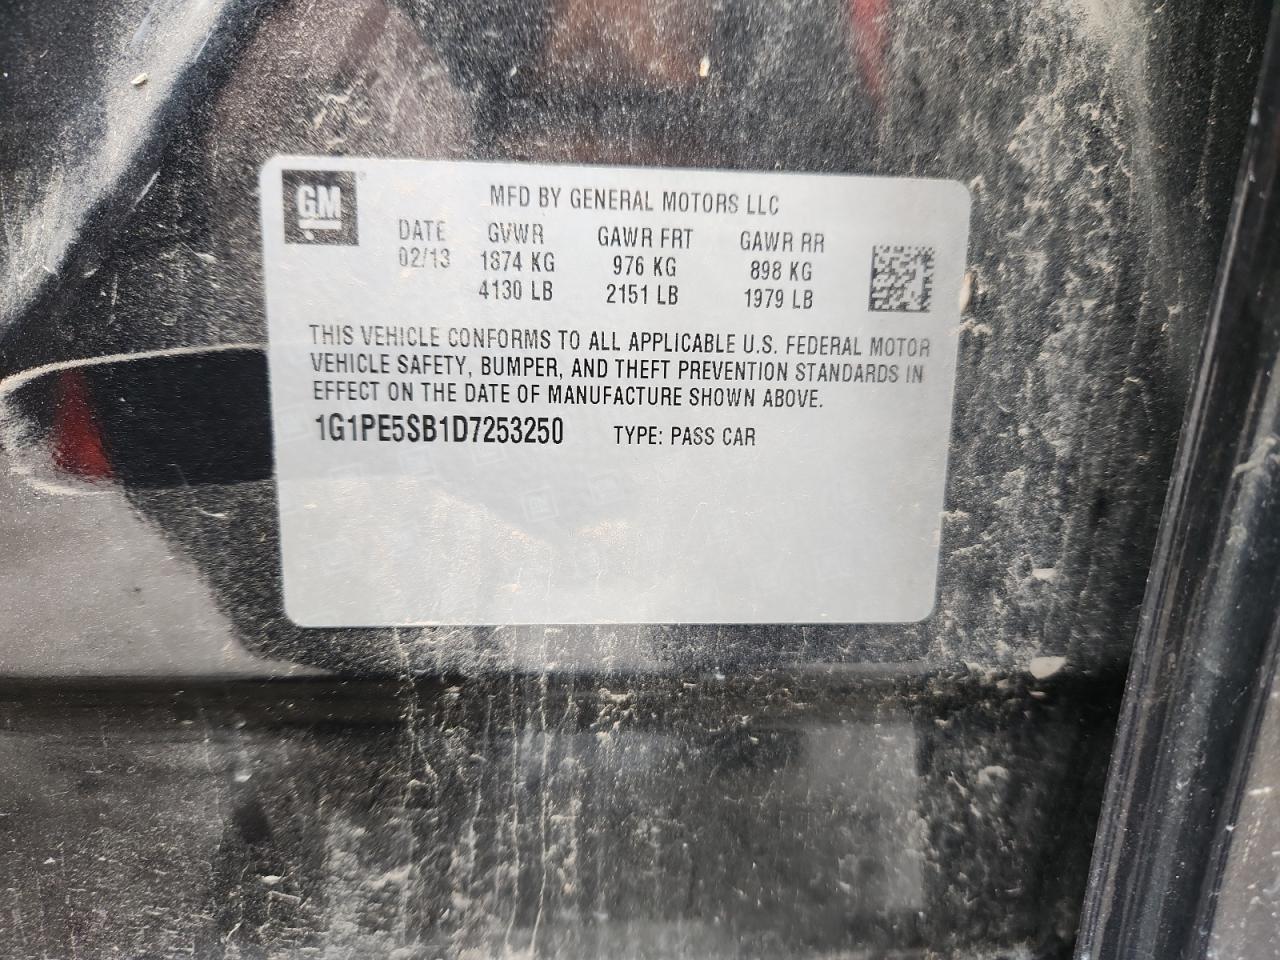 GM
MFD BY GENERAL MOTORS LLC
DATE GVWR GAWR FRT GAWR RR
02/13 1874 KG 976 KG 898 KG
4130 LB 2151 LB 1979 LB
THIS VEHICLE CONFORMS TO ALL APPLICABLE U.S. FEDERAL MOTOR
VEHICLE SAFETY, BUMPER, AND THEFT PREVENTION STANDARDS IN
EFFECT ON THE DATE OF MANUFACTURE SHOWN ABOVE.
1G1PE5SB1D7253250 TYPE: PASS CAR